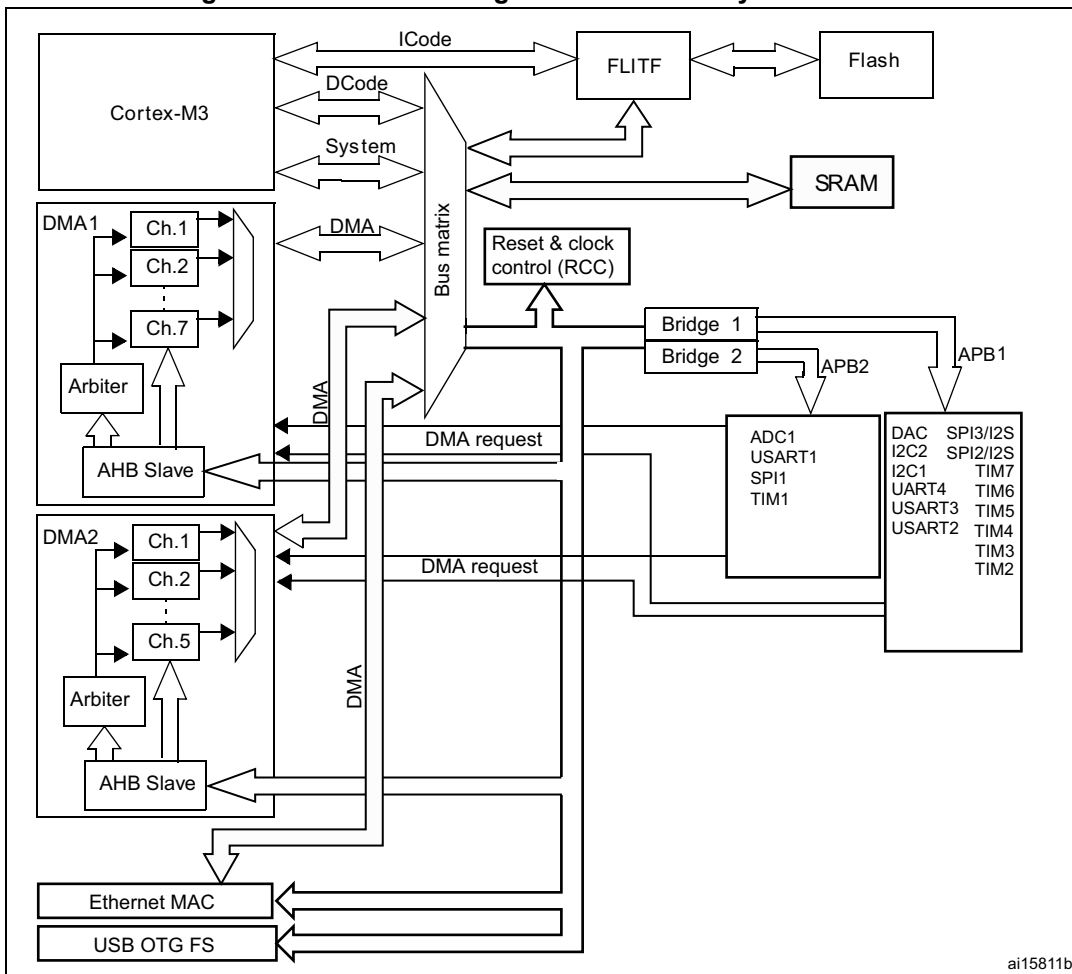 ICode
FLITF
Flash
Cortex-M3
DCode
System
SRAM
DMA1
Ch.1
Ch.2
Ch.7
Arbiter
AHB Slave
DMA
Bus matrix
Reset & clock
control (RCC)
Bridge 1
Bridge 2
APB2
APB1
DMA
DMA request
ADC1
USART1
SPI1
TIM1
DAC SPI3/I2S
I2C2 SPI2/I2S
I2C1 TIM7
UART4 TIM6
USART3 TIM5
USART2 TIM4
TIM3
TIM2
DMA2
Ch.1
Ch.2
Ch.5
Arbiter
AHB Slave
DMA request
DMA
Ethernet MAC
USB OTG FS
ai15811b